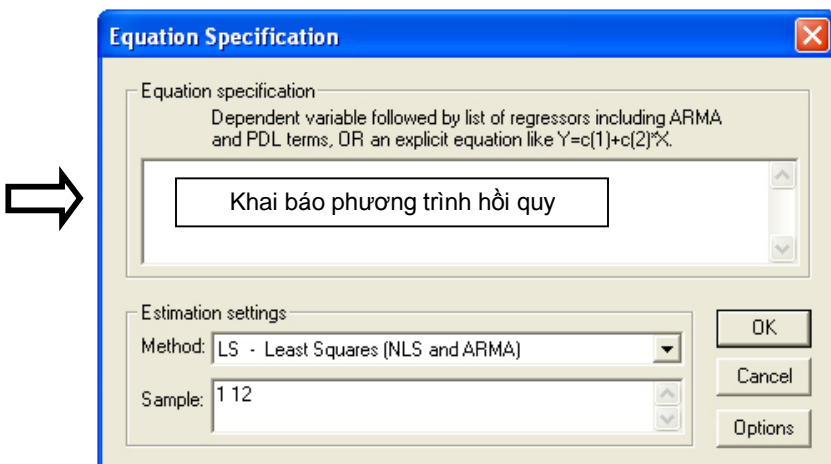 Equation Specification
Equation specification
Dependent variable followed by list of regressors including ARMA
and PDL terms, OR an explicit equation like Y=c(1)+c(2)*X.
Khai báo phương trình hồi quy
Estimation settings
Method: LS - Least Squares (NLS and ARMA)
Sample: 1 12
OK
Cancel
Options